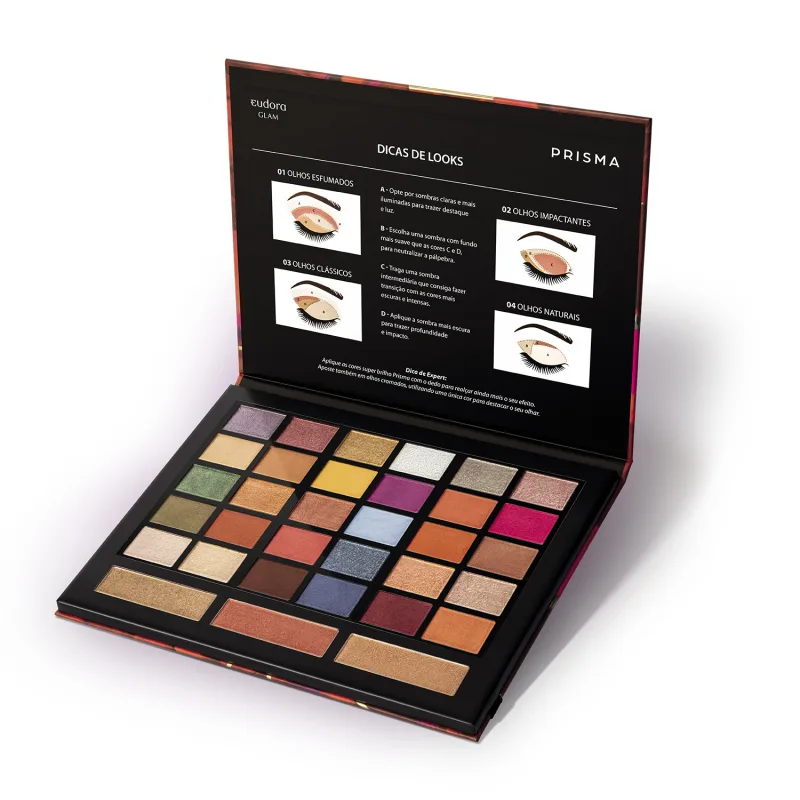 eudora
GLAM
PRISMA
DICAS DE LOOKS
01 OLHOS ESFUMADOS
03 OLHOS CLÁSSICOS
A - Opte por sombras claras e mais
iluminadas para trazer destaque
e luz.
B - Escolha uma sombra com fundo
mais suave que as cores C e D,
para neutralizar a pálpebra.
C - Traga uma sombra
intermediária que consiga fazer
transição com as cores mais
escuras e intensas.
D - Aplique a sombra mais escura
para trazer profundidade
e impacto.
02 OLHOS IMPACTANTES
04 OLHOS NATURAIS
Dica de Expert:
Aplique as cores super brilho Prisma com o dedo para realçar ainda mais o seu efeito.
Aposte também em olhos cromados, utilizando uma única cor para destacar o seu olhar.